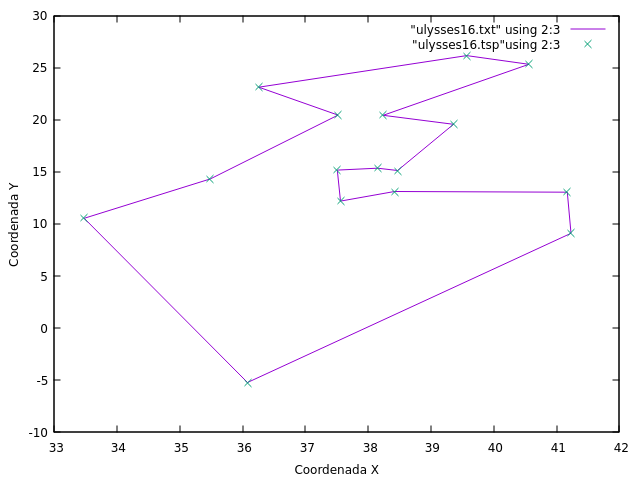 "ulysses16.txt" using 2:3
"ulysses16.tsp"using 2:3
30
25
20
15
10
5
0
-5
-10
Coordenada Y
33 34 35 36 37 38 39 40 41 42
Coordenada X